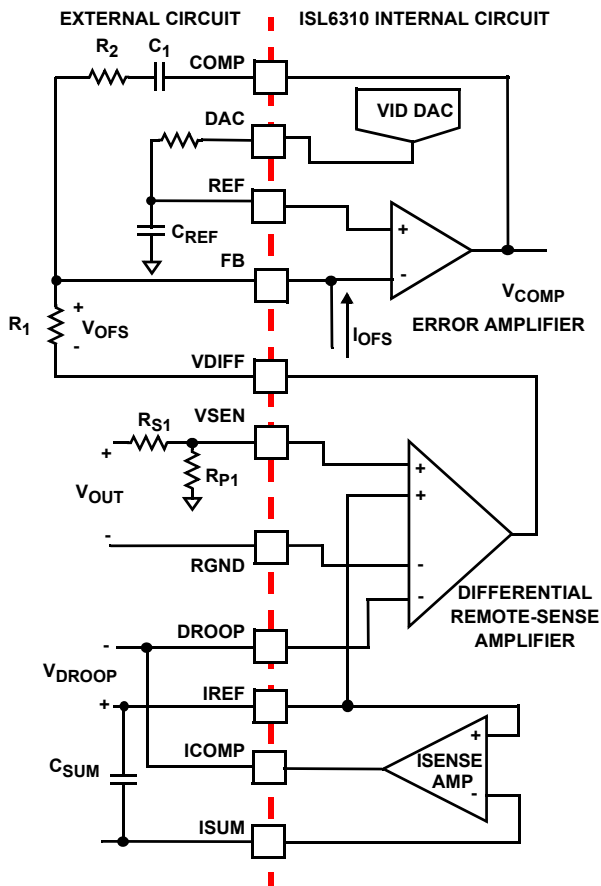 EXTERNAL CIRCUIT
ISL6310 INTERNAL CIRCUIT
R2
C1
COMP
VID DAC
DAC
REF
+
CREF
FB
-
VCOMP
IOFS
ERROR AMPLIFIER
R1
+
VOFS
-
VDIFF
RS1
VSEN
+
+
RP1
+
VOUT
-
RGND
-
DIFFERENTIAL
REMOTE-SENSE
AMPLIFIER
-
DROOP
-
VDROOP
+
IREF
+
ICOMP
ISENSE
AMP
CSUM
-
ISUM